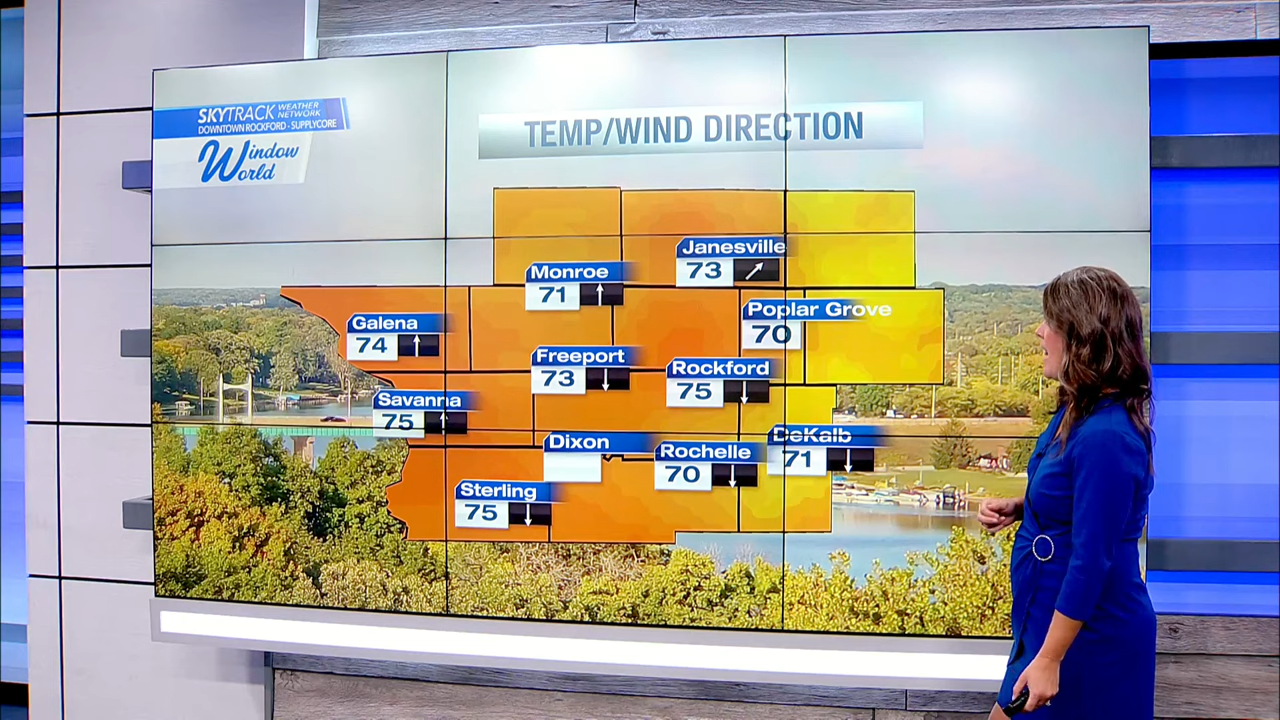 SKYTRACK WEATHER NETWORK
DOWNTOWN ROCKFORD - SUPPLYCORE
Window World
TEMP/WIND DIRECTION
Janesville
73
Monroe
71
Poplar Grove
70
Galena
74
Freeport
73
Rockford
75
Savanna
75
DeKalb
71
Dixon
Rochelle
70
Sterling
75